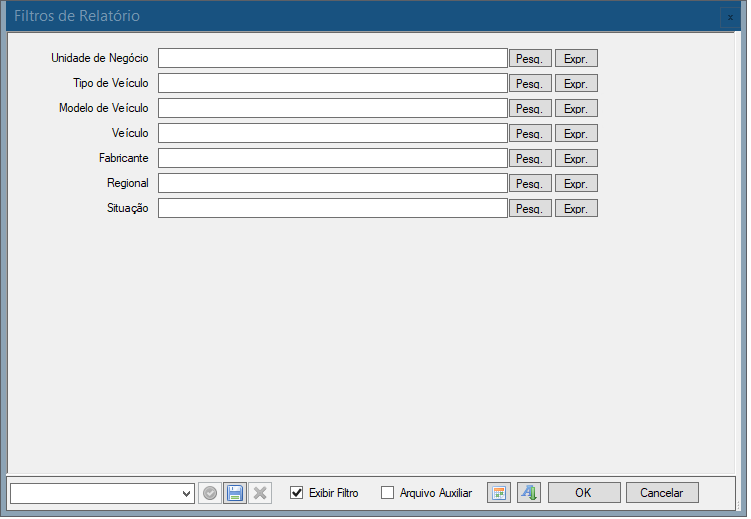 Filtros de Relatório x
Unidade de Negócio Pesq. Expr.
Tipo de Veículo Pesq. Expr.
Modelo de Veículo Pesq. Expr.
Veículo Pesq. Expr.
Fabricante Pesq. Expr.
Regional Pesq. Expr.
Situação Pesq. Expr.
Exibir Filtro Arquivo Auxiliar OK Cancelar